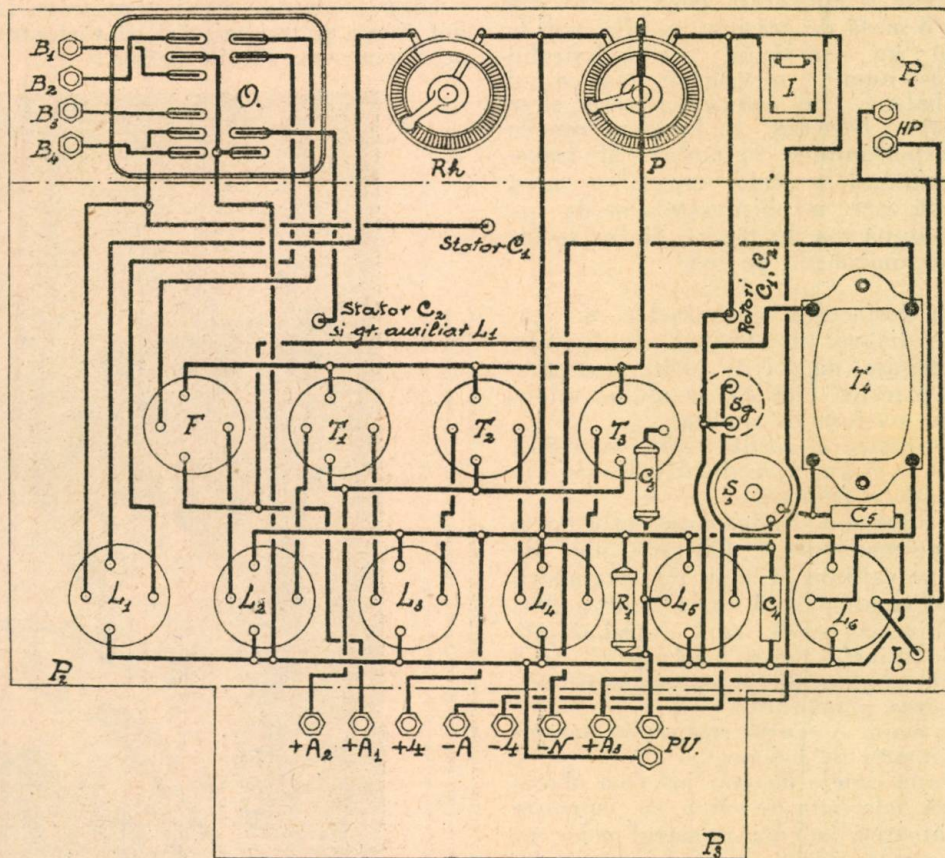 B1
B2
B3
B4
O.
Rh
P
I
P1
HP
Stator C1
Stator C2
si gr. auxiliar L1
Rotori
C1, C2
F
T1
T2
T3
Sg
T4
C3
S
C5
L1
L2
L3
L4
R1
L5
C4
L6
P2
+A2
+A1
+4
-A
-4
-N
+A3
PU.
P3